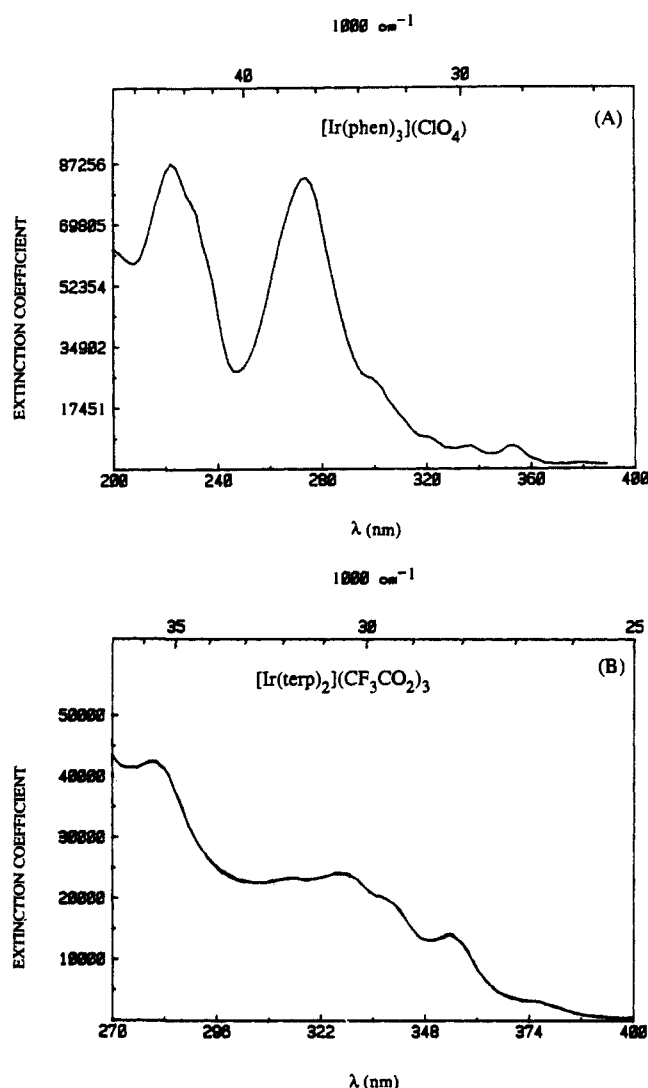 1000 cm⁻¹
40 30
(A)
[Ir(phen)₃](ClO₄)
EXTINCTION COEFFICIENT
87256
69805
52354
34902
17451
200 240 280 320 360 400
λ (nm)
1000 cm⁻¹
35 30 25
(B)
[Ir(terp)₂](CF₃CO₂)₃
EXTINCTION COEFFICIENT
50000
40000
30000
20000
10000
270 296 322 348 374 400
λ (nm)